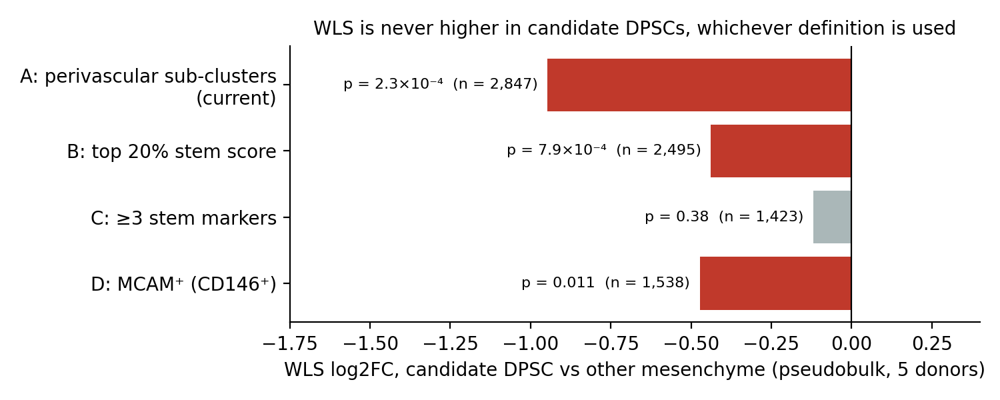 WLS is never higher in candidate DPSCs, whichever definition is used
A: perivascular sub-clusters
(current)
p = 2.3×10⁻⁴ (n = 2,847)
B: top 20% stem score
p = 7.9×10⁻⁴ (n = 2,495)
C: ≥3 stem markers
p = 0.38 (n = 1,423)
D: MCAM⁺ (CD146⁺)
p = 0.011 (n = 1,538)
−1.75 −1.50 −1.25 −1.00 −0.75 −0.50 −0.25 0.00 0.25
WLS log2FC, candidate DPSC vs other mesenchyme (pseudobulk, 5 donors)